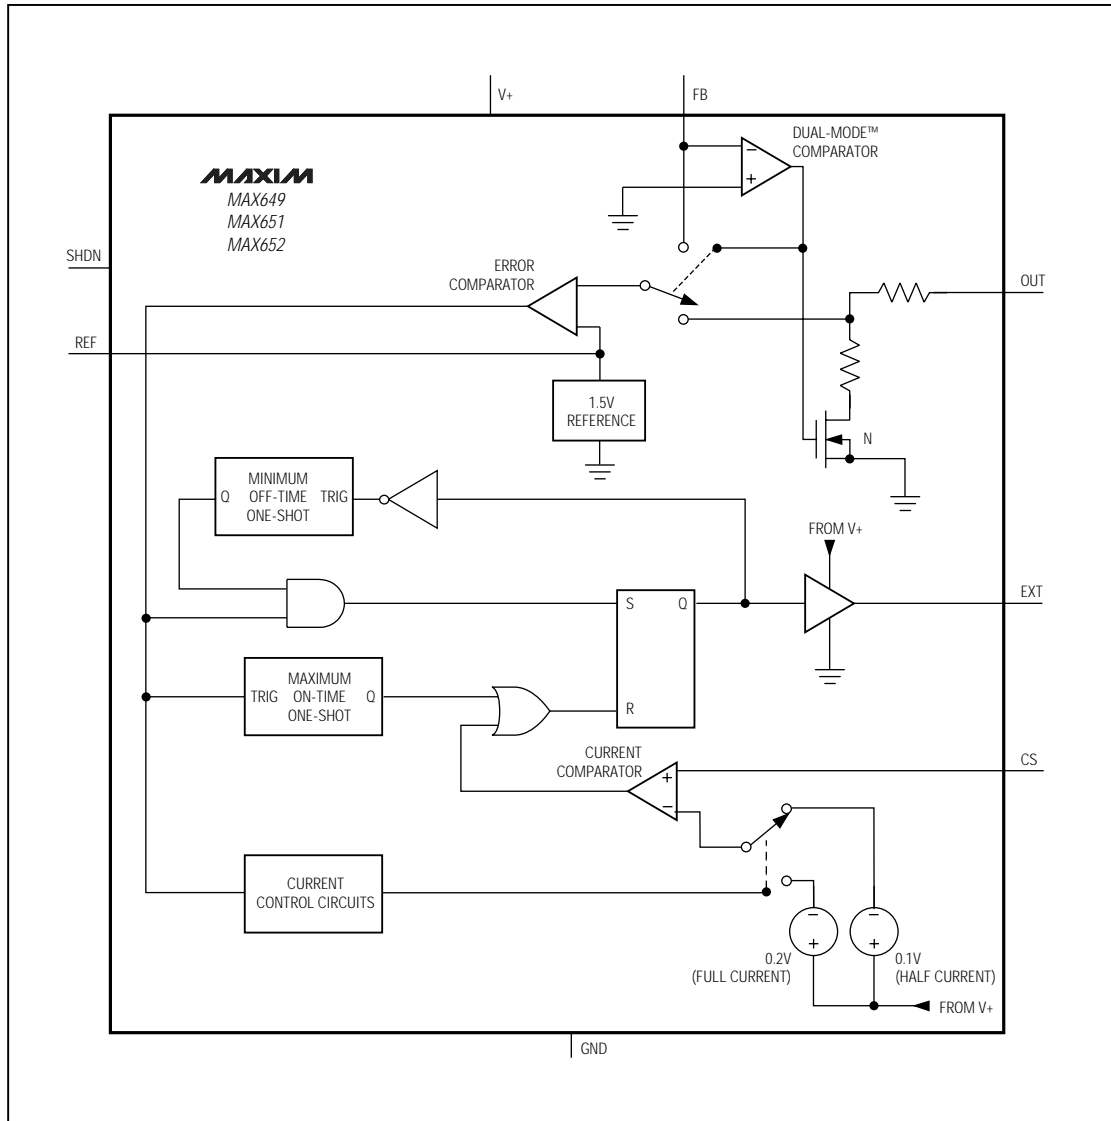 V+
FB
DUAL-MODE™
COMPARATOR
−
+
MAXIM
MAX649
MAX651
MAX652
SHDN
ERROR
COMPARATOR
OUT
REF
1.5V
REFERENCE
N
MINIMUM
Q OFF-TIME TRIG
ONE-SHOT
FROM V+
S Q
EXT
MAXIMUM
TRIG ON-TIME Q
ONE-SHOT
R
CURRENT
COMPARATOR
CS
+
−
CURRENT
CONTROL CIRCUITS
− −
+ +
0.2V
(FULL CURRENT)
0.1V
(HALF CURRENT)
FROM V+
GND